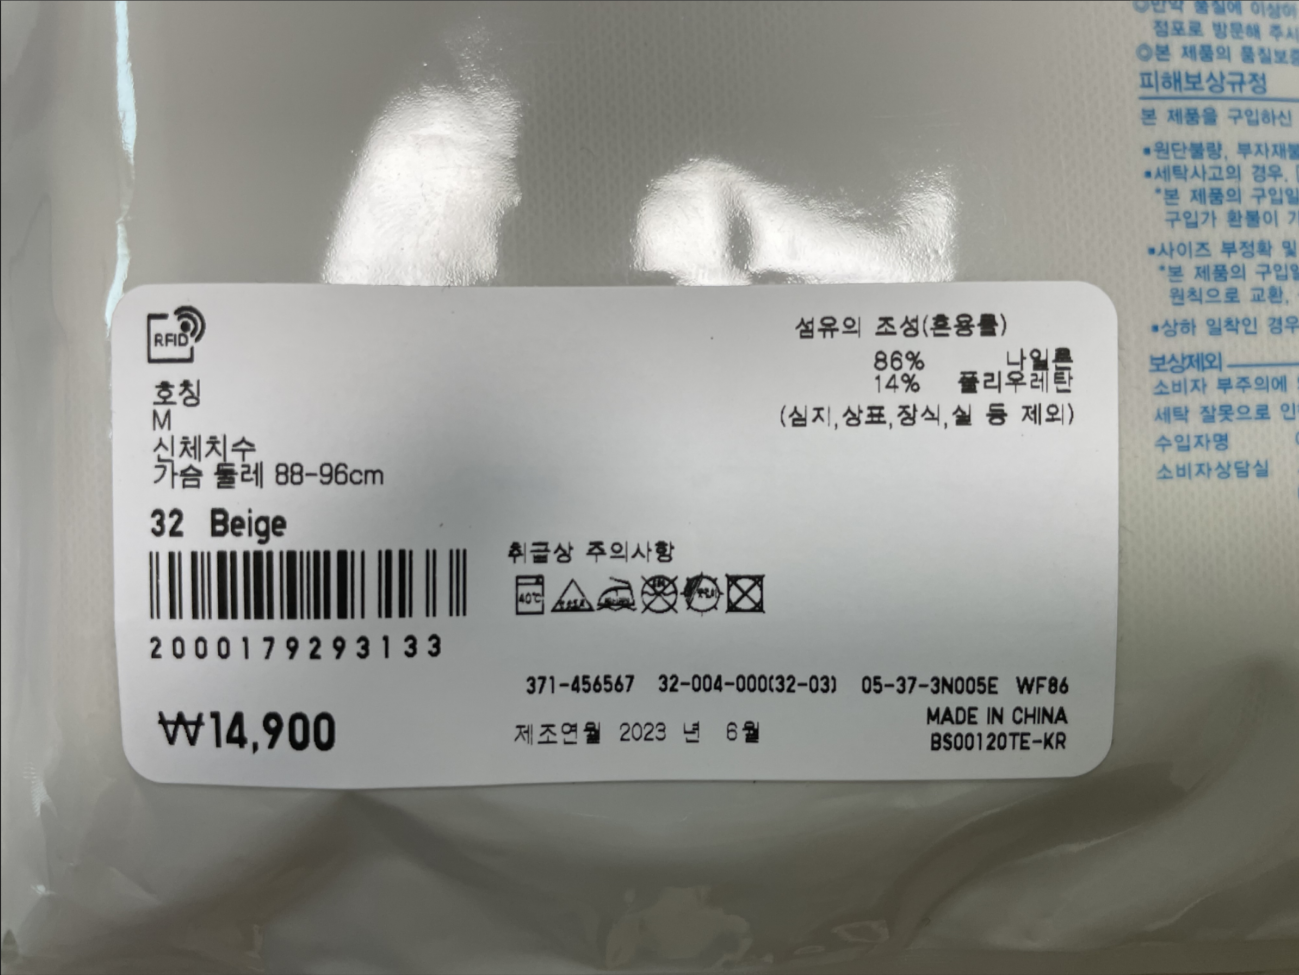 RFID
호칭
M
신체치수
가슴 둘레 88-96cm
32 Beige
2000179293133
₩14,900
섬유의 조성(혼용률)
86% 나일론
14% 폴리우레탄
(심지,상표,장식,실 등 제외)
취급상 주의사항
40℃
371-456567 32-004-000(32-03) 05-37-3N005E WF86
제조연월 2023 년 6월
MADE IN CHINA
BS00120TE-KR
◎만약 품질에 이상이
점포로 방문해 주시
◎본 제품의 품질보증
피해보상규정
본 제품을 구입하신
▪원단불량, 부자재불
▪세탁사고의 경우,
*본 제품의 구입일
구입가 환불이 가
▪사이즈 부정확 및
*본 제품의 구입일
원칙으로 교환,
▪상하 일착인 경우
보상제외
소비자 부주의에
세탁 잘못으로 인
수입자명
소비자상담실